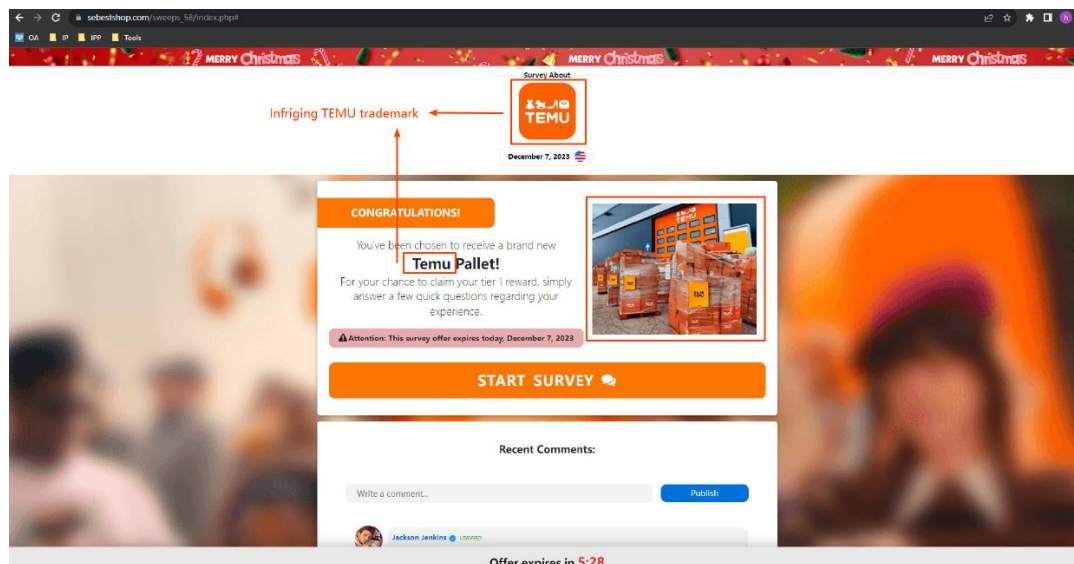 sebestshop.com/sweeps_58/index.php#
OA IP IPP Tools
MERRY Christmas MERRY Christmas MERRY Christmas
Survey About
TEMU
Infriging TEMU trademark
December 7, 2023
CONGRATULATIONS!
You've been chosen to receive a brand new
Temu Pallet!
For your chance to claim your tier 1 reward, simply
answer a few quick questions regarding your
experience.
Attention: This survey offer expires today, December 7, 2023
TEMU
START SURVEY
Recent Comments:
Write a comment...
Publish
Jackson Jenkins VERIFIED
Offer expires in 5:28